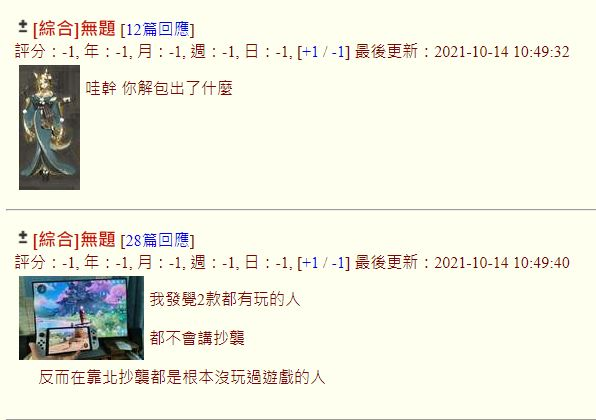 [綜合]無題 [12篇回應]
評分：-1, 年：-1, 月：-1, 週：-1, 日：-1, [+1 / -1] 最後更新：2021-10-14 10:49:32
哇幹 你解包出了什麼
[綜合]無題 [28篇回應]
評分：-1, 年：-1, 月：-1, 週：-1, 日：-1, [+1 / -1] 最後更新：2021-10-14 10:49:40
我發覺2款都有玩的人
都不會講抄襲
反而在靠北抄襲都是根本沒玩過遊戲的人